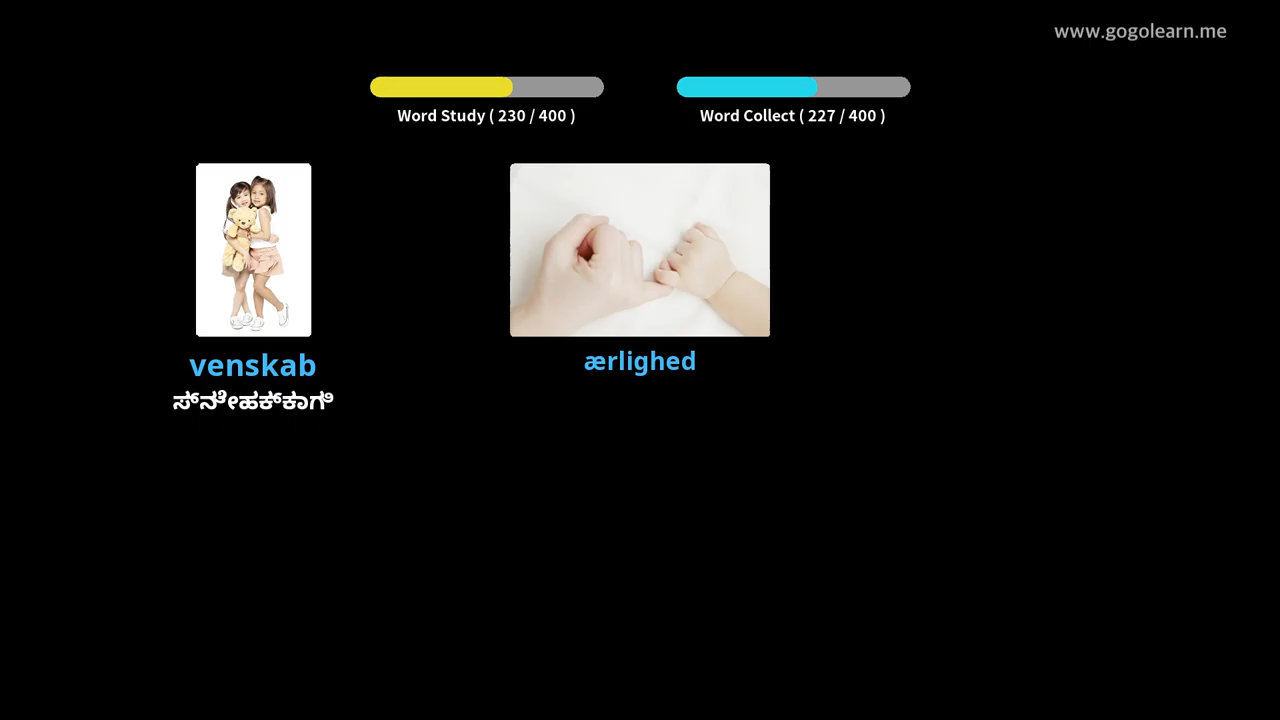 www.gogolearn.me
Word Study ( 230 / 400 )
Word Collect ( 227 / 400 )
venskab
ærlighed
ಸ್ನೇಹಕ್ಕಾಗಿ